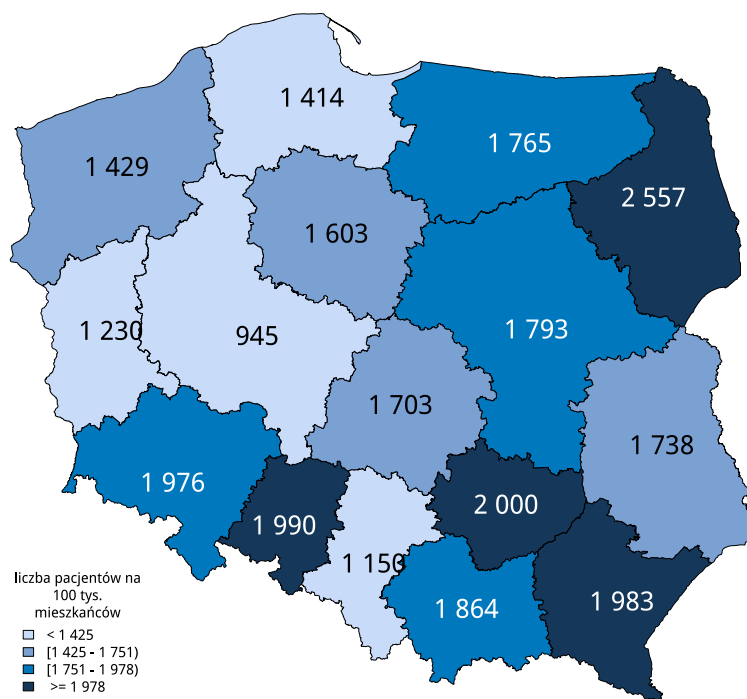 1 414
1 765
1 429
2 557
1 603
1 230
945
1 793
1 703
1 738
1 976
2 000
1 990
1 150
1 983
1 864
liczba pacjentów na
100 tys.
mieszkańców
< 1 425
[1 425 - 1 751)
[1 751 - 1 978)
>= 1 978